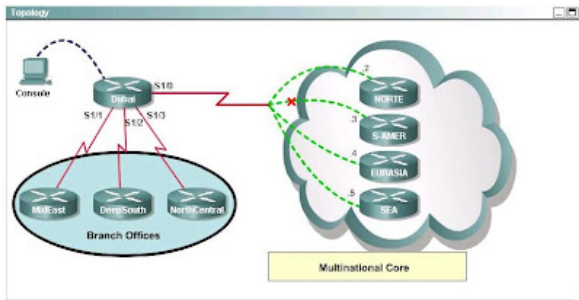 Topology
Console
Dubai
S1/0
S1/1
S1/2
S1/3
MidEast
DeepSouth
NorthCentral
Branch Offices
.2
NORTE
.3
S-AMER
.4
EURASIA
.5
SEA
Multinational Core